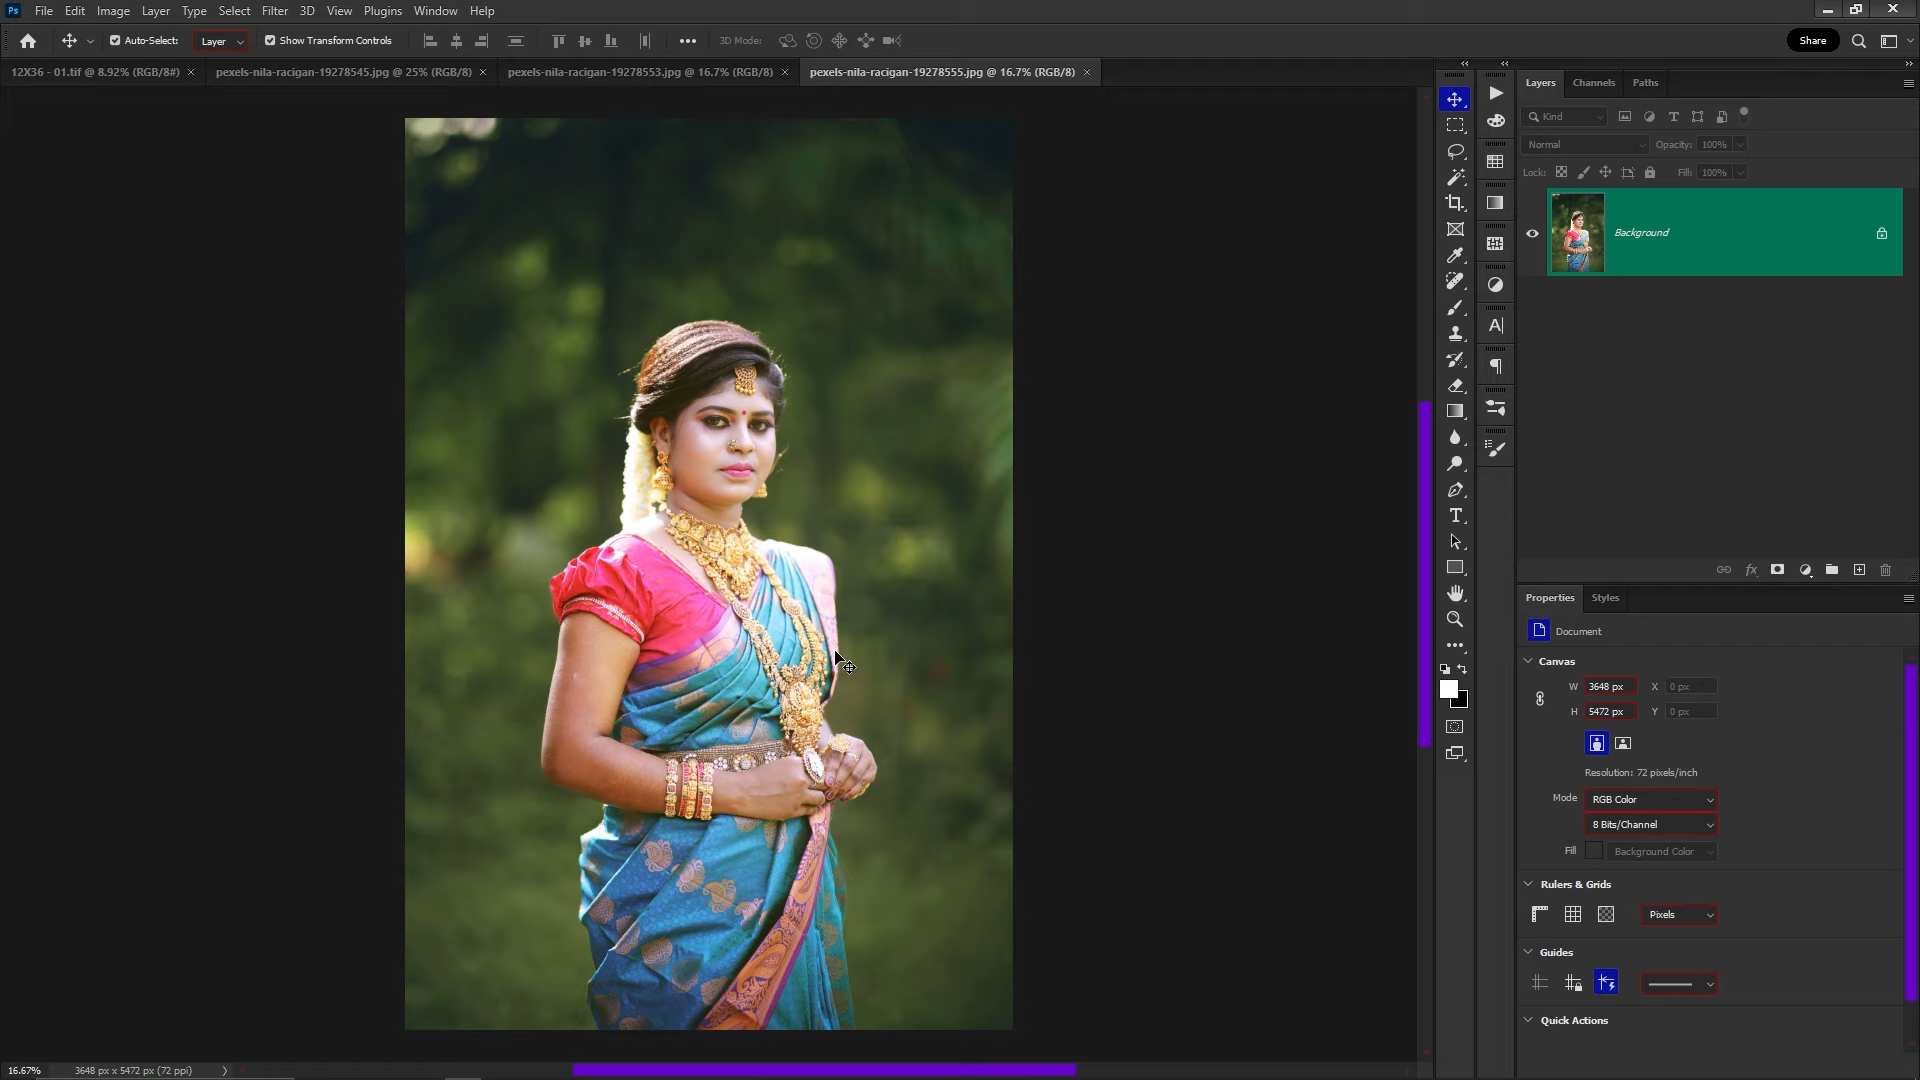 Ps File Edit Image Layer Type Select Filter 3D View Plugins Window Help
Auto-Select: Layer Show Transform Controls 3D Mode: Share
12X36 - 01.tif @ 8.92% (RGB/8#) pexels-nila-racigan-19278545.jpg @ 25% (RGB/8) pexels-nila-racigan-19278553.jpg @ 16.7% (RGB/8) pexels-nila-racigan-19278555.jpg @ 16.7% (RGB/8)
Layers Channels Paths
Kind
Normal Opacity: 100%
Lock: Fill: 100%
Background
Properties Styles
Document
Canvas
W 3648 px X 0 px
H 5472 px Y 0 px
Resolution: 72 pixels/inch
Mode RGB Color
8 Bits/Channel
Fill Background Color
Rulers & Grids
Pixels
Guides
Quick Actions
16.67% 3648 px x 5472 px (72 ppi)